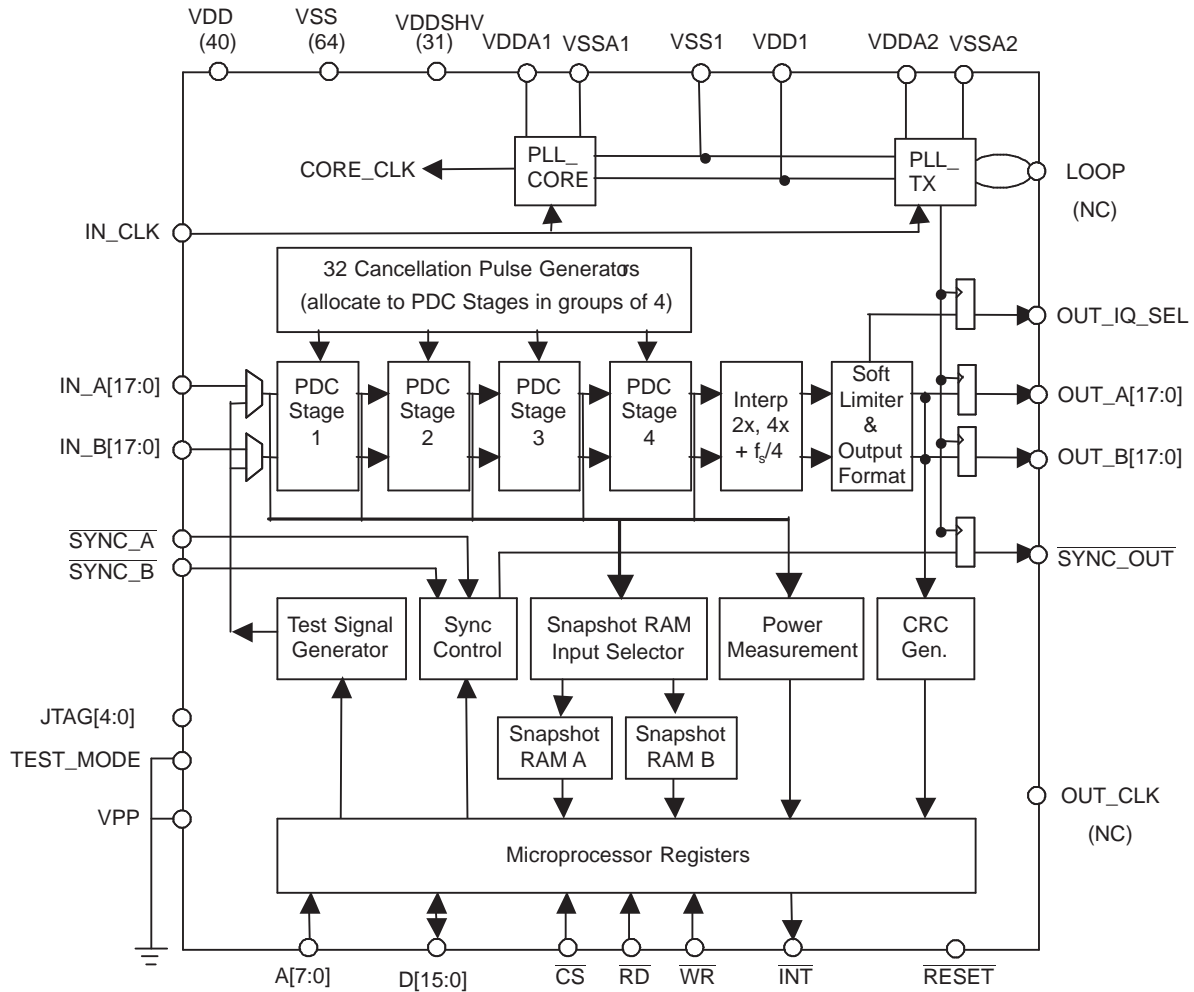 VDD
(40)
VSS
(64)
VDDSHV
(31)
VDDA1
VSSA1
VSS1
VDD1
VDDA2
VSSA2
PLL_
CORE
PLL_
TX
CORE_CLK
LOOP
(NC)
IN_CLK
32 Cancellation Pulse Generators
(allocate to PDC Stages in groups of 4)
OUT_IQ_SEL
IN_A[17:0]
IN_B[17:0]
PDC
Stage
1
PDC
Stage
2
PDC
Stage
3
PDC
Stage
4
Interp
2x, 4x
+ fs/4
Soft
Limiter
&
Output
Format
OUT_A[17:0]
OUT_B[17:0]
SYNC_A
SYNC_B
SYNC_OUT
Test Signal
Generator
Sync
Control
Snapshot RAM
Input Selector
Power
Measurement
CRC
Gen.
JTAG[4:0]
TEST_MODE
VPP
Snapshot
RAM A
Snapshot
RAM B
OUT_CLK
(NC)
Microprocessor Registers
A[7:0]
D[15:0]
CS
RD
WR
INT
RESET